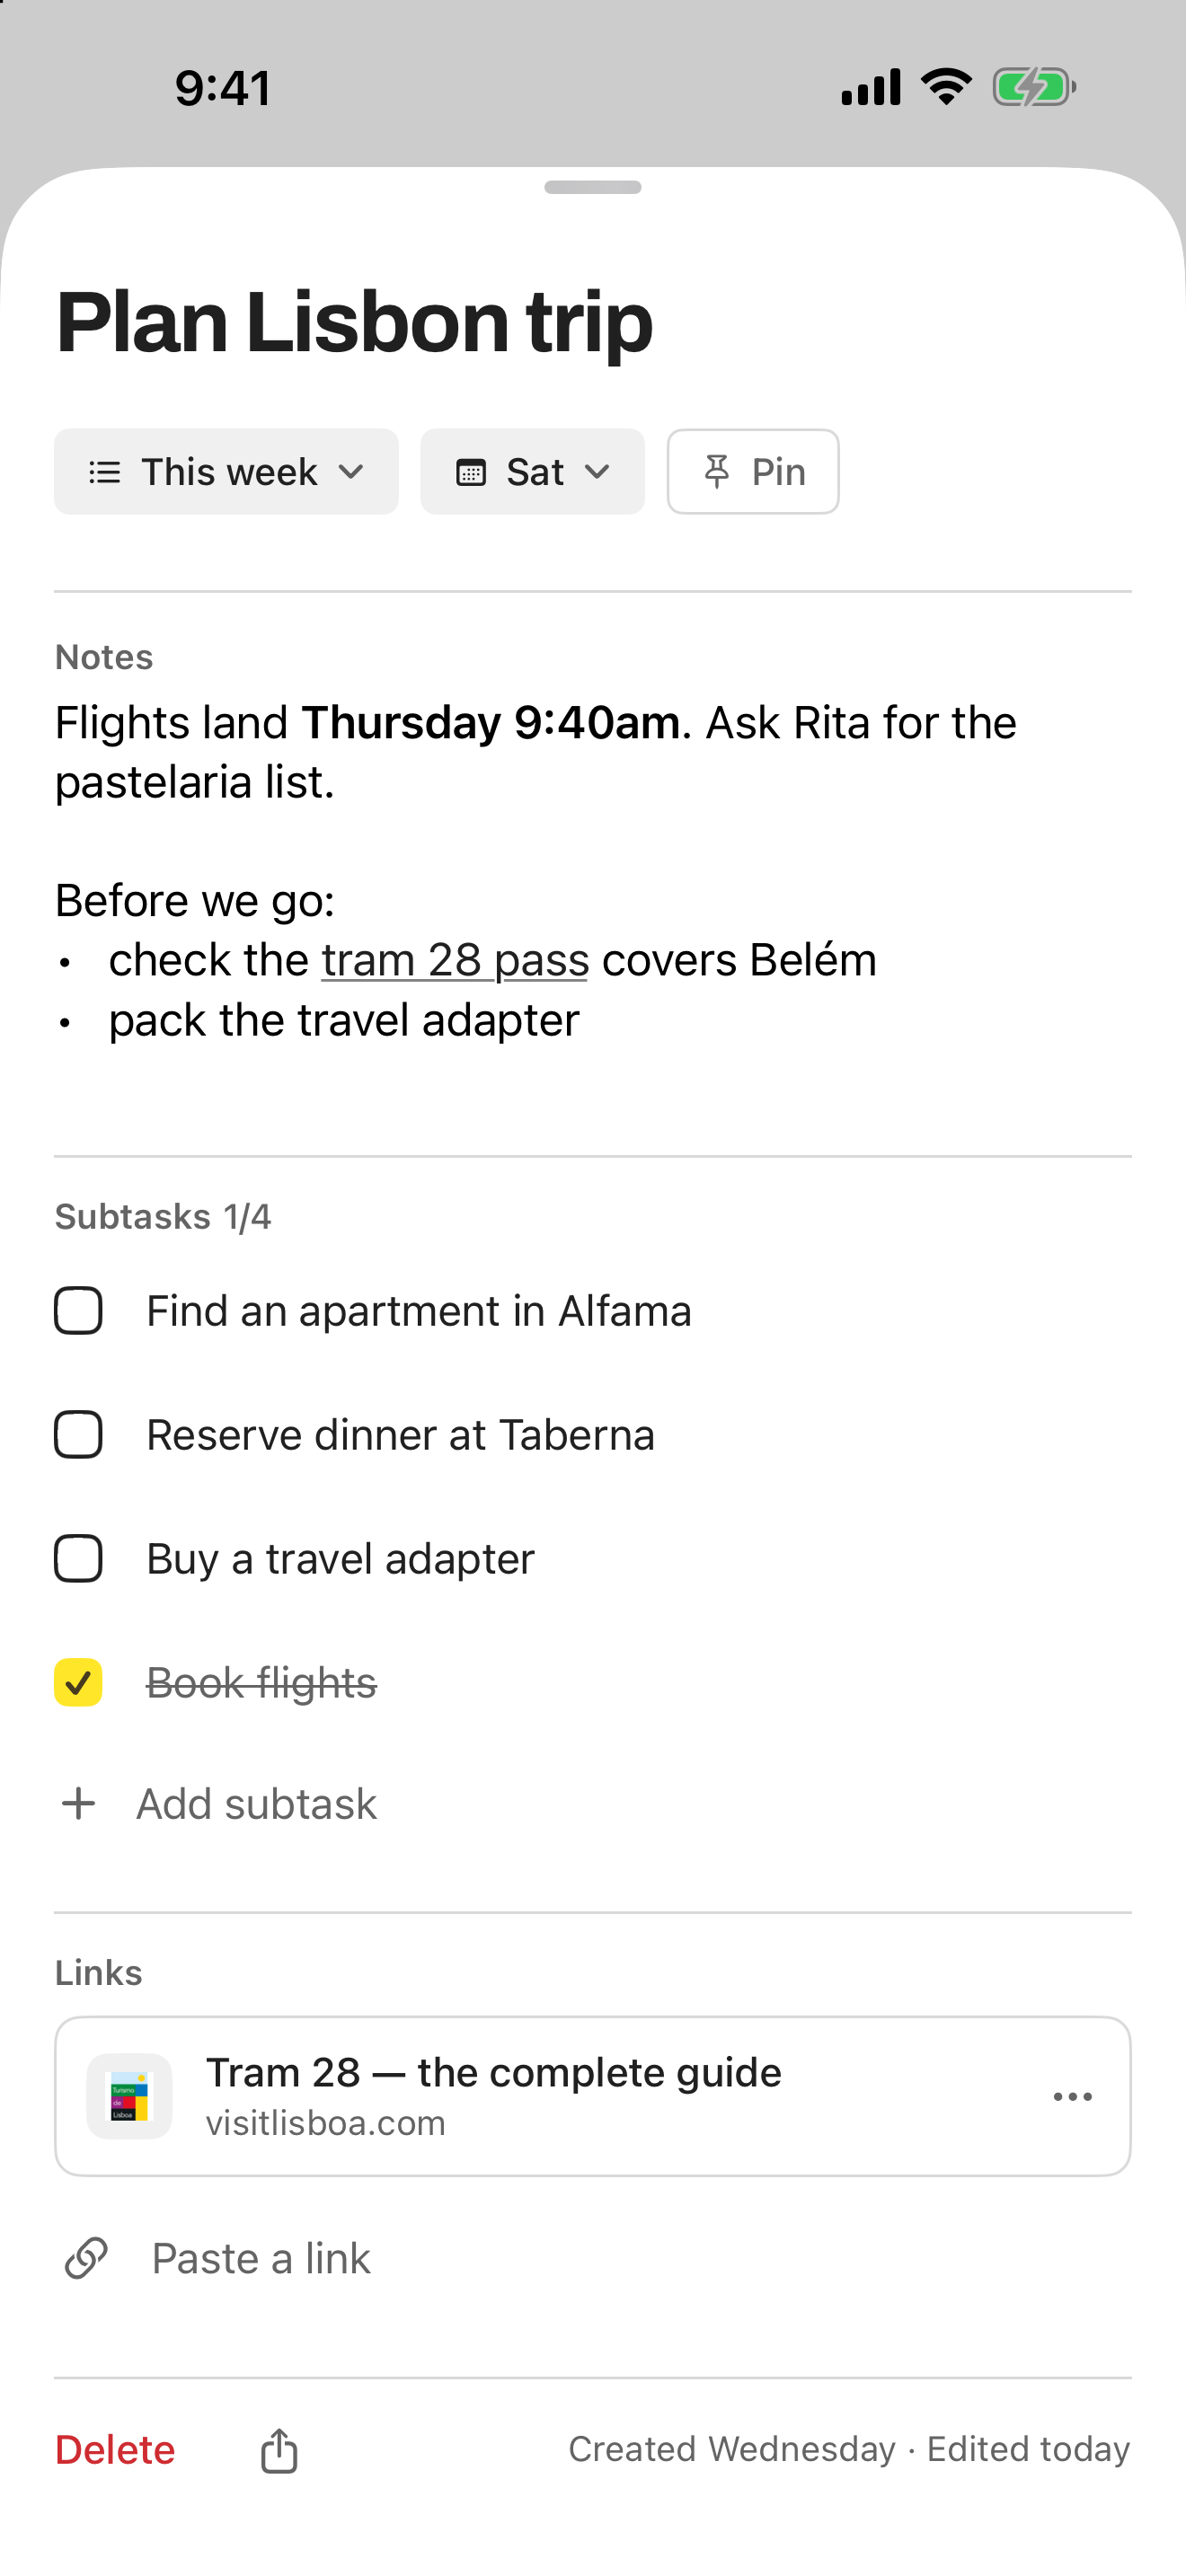 9:41
Plan Lisbon trip
This week
Sat
Pin
Notes
Flights land Thursday 9:40am. Ask Rita for the
pastelaria list.
Before we go:
• check the tram 28 pass covers Belém
• pack the travel adapter
Subtasks 1/4
Find an apartment in Alfama
Reserve dinner at Taberna
Buy a travel adapter
Book flights
Add subtask
Links
Turismo
de
Lisboa
Tram 28 — the complete guide
visitlisboa.com
Paste a link
Delete
Created Wednesday · Edited today